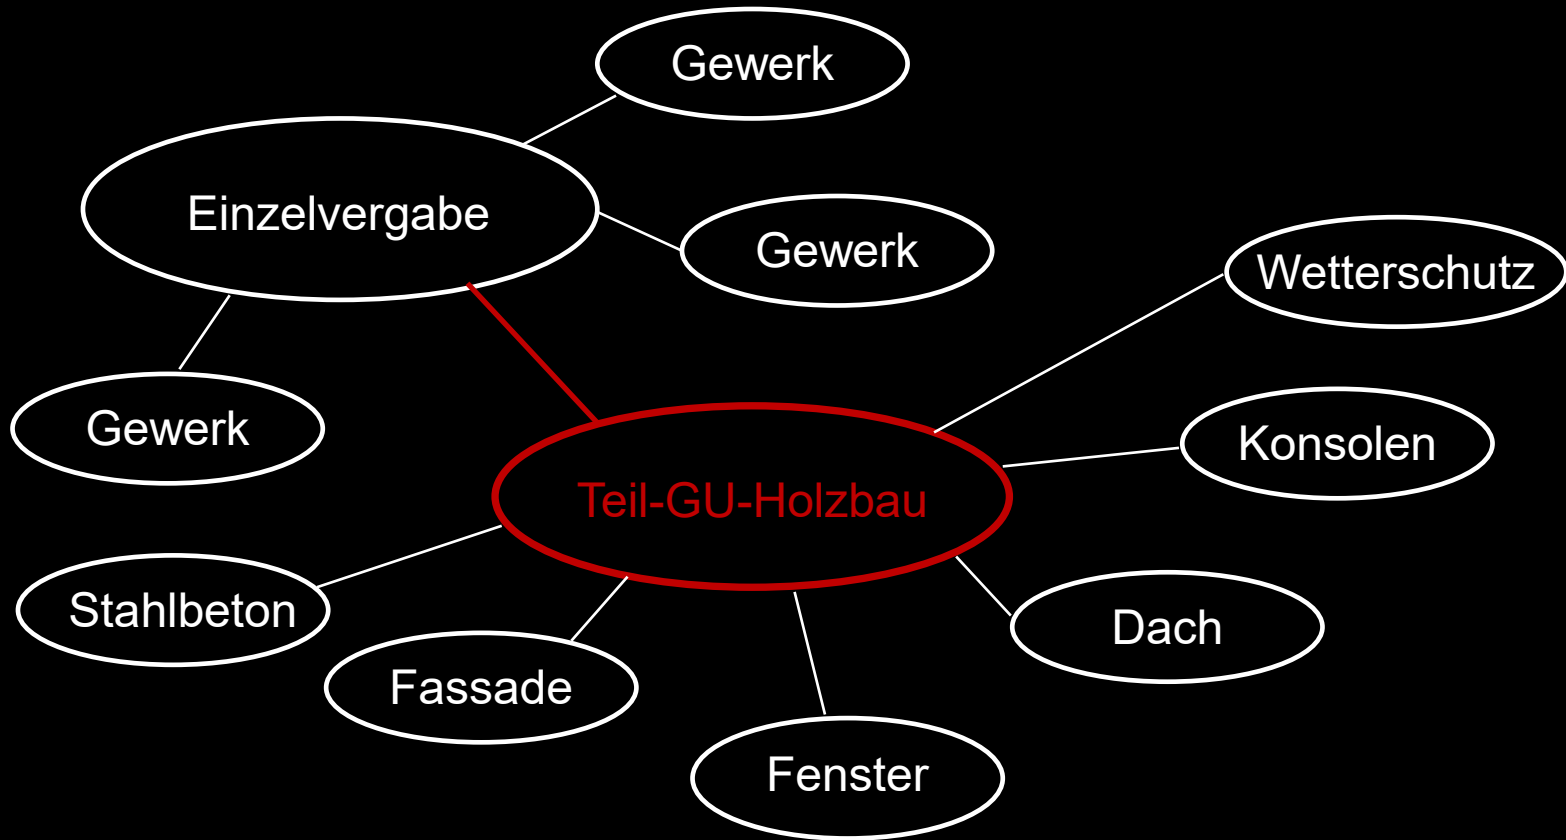 Gewerk
Einzelvergabe
Gewerk
Wetterschutz
Gewerk
Konsolen
Teil-GU-Holzbau
Stahlbeton
Dach
Fassade
Fenster